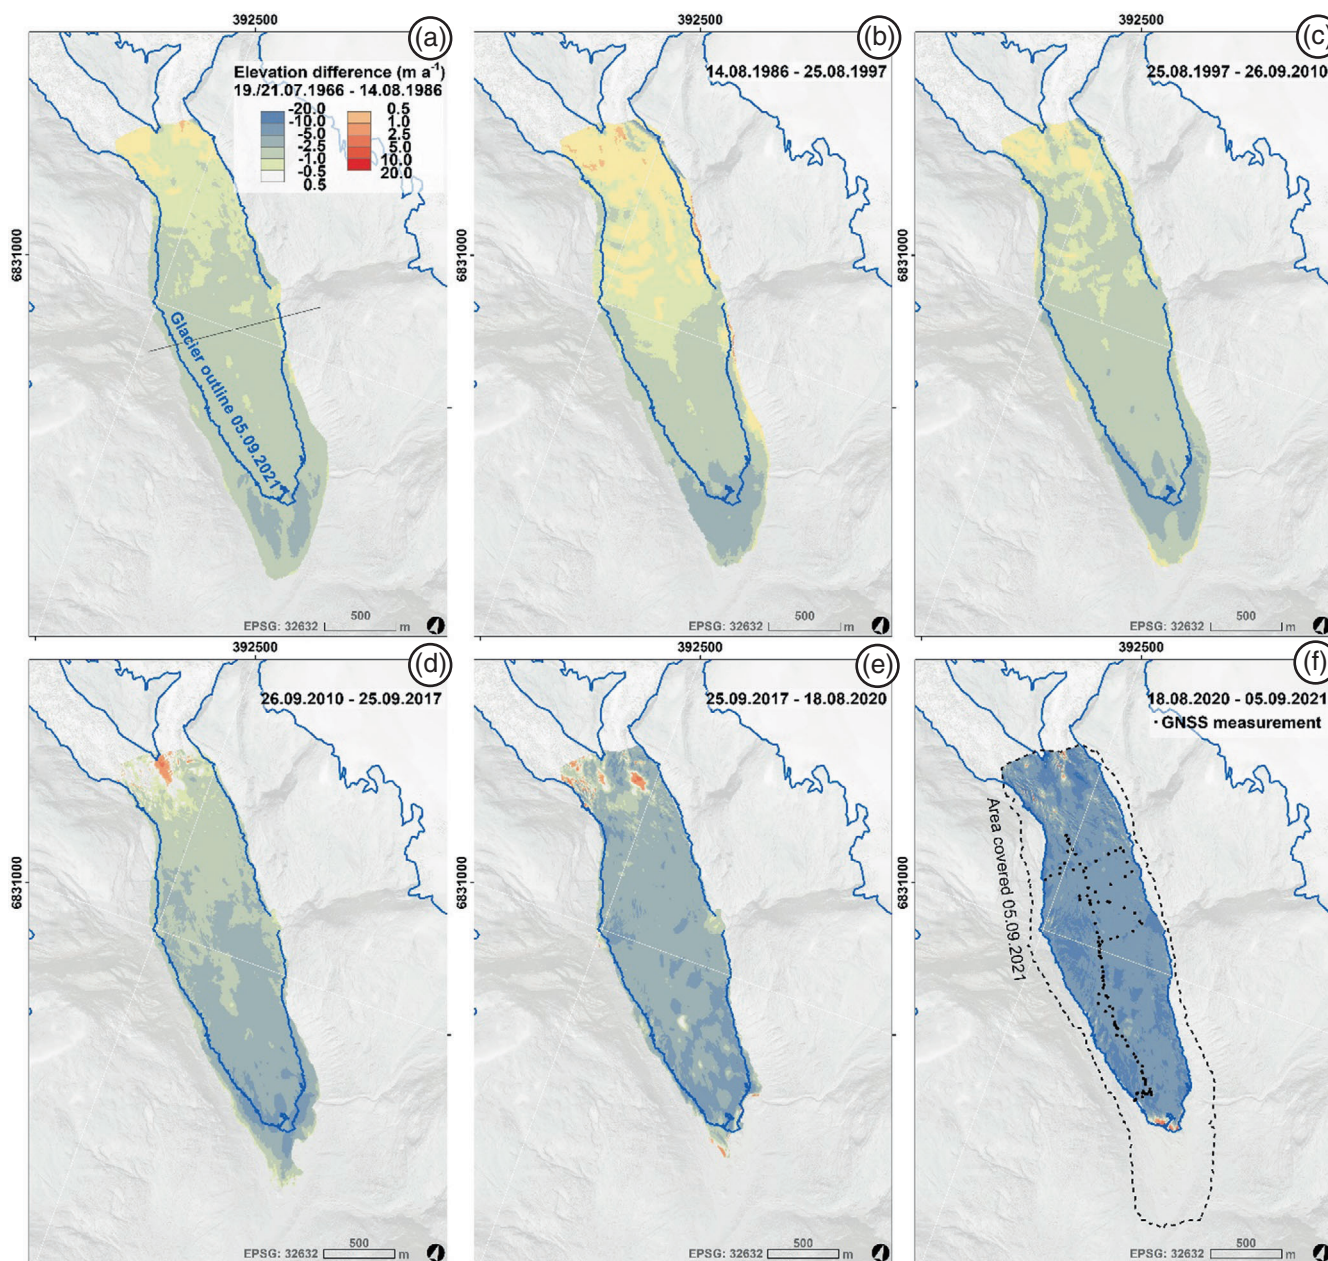 392500
392500
392500
(a)
(b)
(c)
Elevation difference (m a⁻¹)
19./21.07.1966 - 14.08.1986
-20.0
-10.0
-5.0
-2.5
-1.0
-0.5
0.5
0.5
1.0
2.5
5.0
10.0
20.0
14.08.1986 - 25.08.1997
25.08.1997 - 26.09.2010
6831000
6831000
6831000
Glacier outline 05.09.2021
EPSG: 32632
500
m
EPSG: 32632
500
m
EPSG: 32632
500
m
392500
392500
392500
(d)
(e)
(f)
26.09.2010 - 25.09.2017
25.09.2017 - 18.08.2020
18.08.2020 - 05.09.2021
GNSS measurement
6831000
6831000
6831000
Area covered 05.09.2021
EPSG: 32632
500
m
EPSG: 32632
500
m
EPSG: 32632
500
m